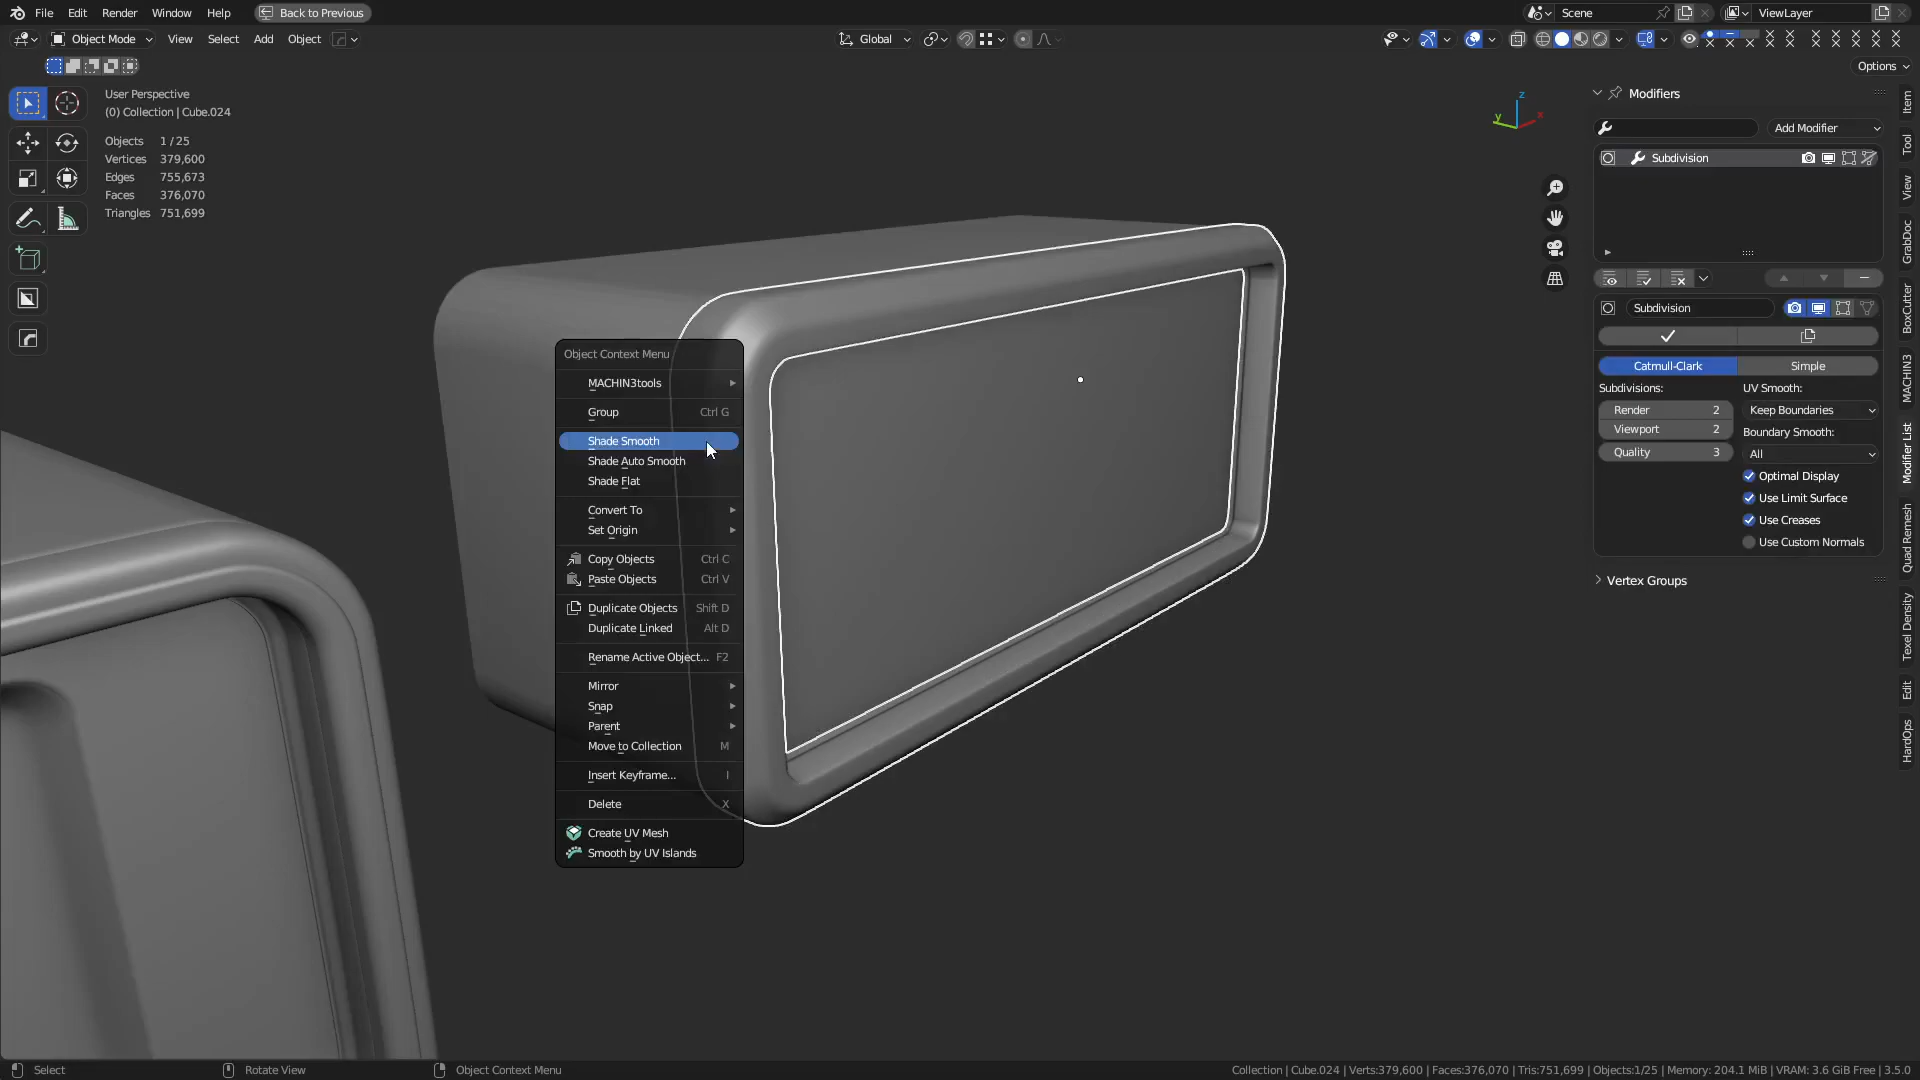 File Edit Render Window Help Back to Previous Scene ViewLayer
Object Mode View Select Add Object Global
Options
User Perspective
(0) Collection | Cube.024
Objects 1 / 25
Vertices 379,600
Edges 755,673
Faces 376,070
Triangles 751,699
z
y
x
Object Context Menu
MACHIN3tools
Group Ctrl G
Shade Smooth
Shade Auto Smooth
Shade Flat
Convert To
Set Origin
Copy Objects Ctrl C
Paste Objects Ctrl V
Duplicate Objects Shift D
Duplicate Linked Alt D
Rename Active Object... F2
Mirror
Snap
Parent
Move to Collection M
Insert Keyframe... I
Delete X
Create UV Mesh
Smooth by UV Islands
Modifiers
Add Modifier
Subdivision
Subdivision
Catmull-Clark Simple
Subdivisions: UV Smooth:
Render 2 Keep Boundaries
Viewport 2 Boundary Smooth:
Quality 3 All
Optimal Display
Use Limit Surface
Use Creases
Use Custom Normals
Vertex Groups
Item
Tool
View
GrabDoc
BoxCutter
MACHIN3
Modifier List
Quad Remesh
Texel Density
Edit
HardOps
Select Rotate View Object Context Menu Collection | Cube.024 | Verts:379,600 | Faces:376,070 | Tris:751,699 | Objects:1/25 | Memory: 204.1 MiB | VRAM: 3.6 GiB Free | 3.5.0